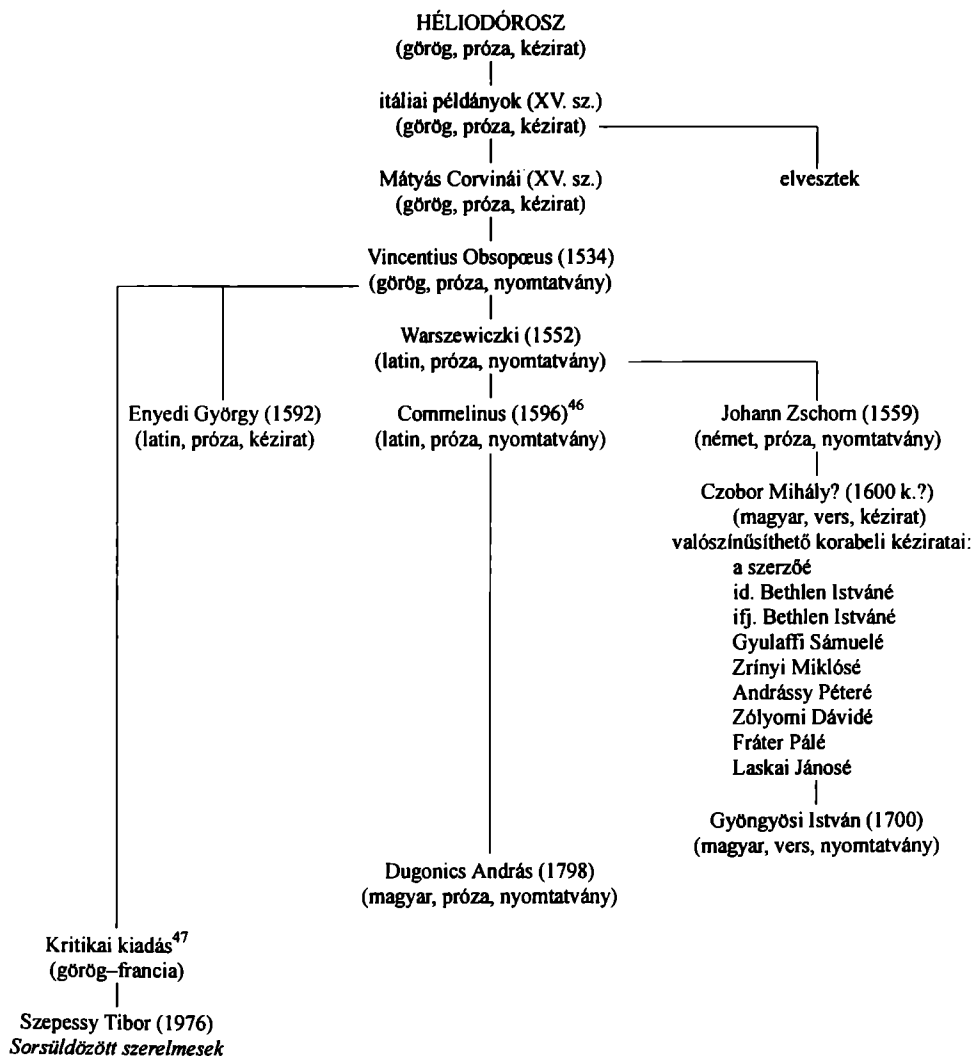 HÉLIODÓROSZ
(görög, próza, kézirat)
itáliai példányok (XV. sz.)
(görög, próza, kézirat)
elvesztek
Mátyás Corvinái (XV. sz.)
(görög, próza, kézirat)
Vincentius Obsopœus (1534)
(görög, próza, nyomtatvány)
Warszewiczki (1552)
(latin, próza, nyomtatvány)
Enyedi György (1592)
(latin, próza, kézirat)
Commelinus (1596)46
(latin, próza, nyomtatvány)
Johann Zschorn (1559)
(német, próza, nyomtatvány)
Czobor Mihály? (1600 k.?)
(magyar, vers, kézirat)
valószínűsíthető korabeli kéziratai:
a szerzőé
id. Bethlen Istváné
ifj. Bethlen Istváné
Gyulaffi Sámuelé
Zrínyi Miklósé
Andrássy Péteré
Zólyomi Dávidé
Fráter Pálé
Laskai Jánosé
Gyöngyösi István (1700)
(magyar, vers, nyomtatvány)
Dugonics András (1798)
(magyar, próza, nyomtatvány)
Kritikai kiadás47
(görög–francia)
Szepessy Tibor (1976)
Sorsüldözött szerelmesek